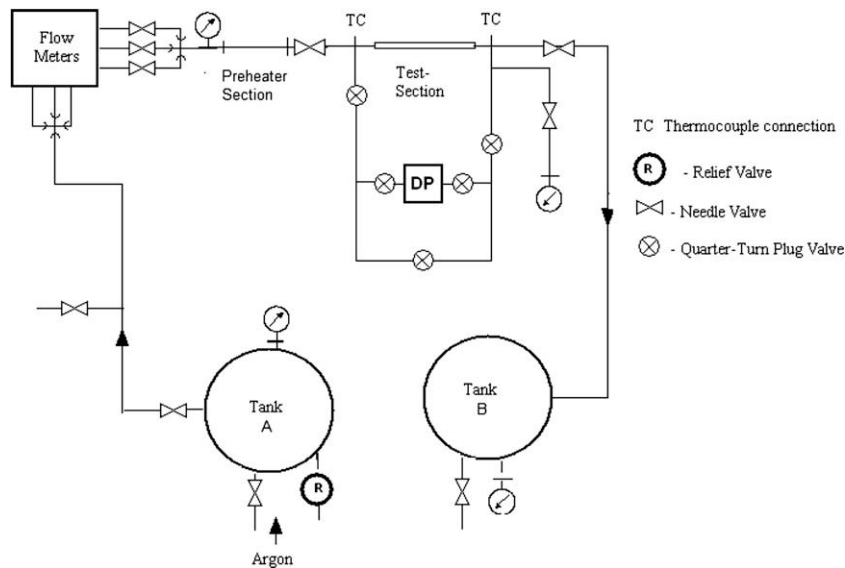 TC
TC
Flow
Meters
Preheater
Section
Test-
Section
DP
TC Thermocouple connection
R - Relief Valve
- Needle Valve
- Quarter-Turn Plug Valve
Tank
A
Tank
B
R
Argon